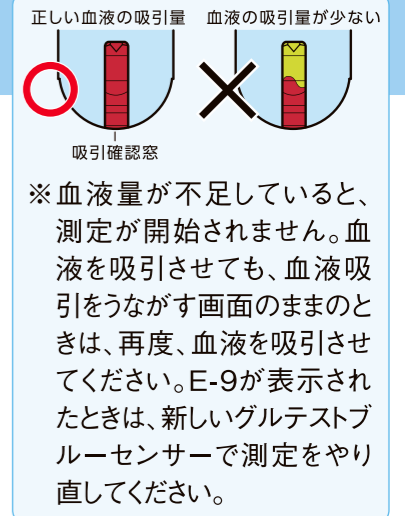 正しい血液の吸引量
血液の吸引量が少ない
吸引確認窓
※血液量が不足していると、
測定が開始されません。血
液を吸引させても、血液吸
引をうながす画面のままのと
きは、再度、血液を吸引させ
てください。E-9が表示され
たときは、新しいグルテストブ
ルーセンサーで測定をやり
直してください。